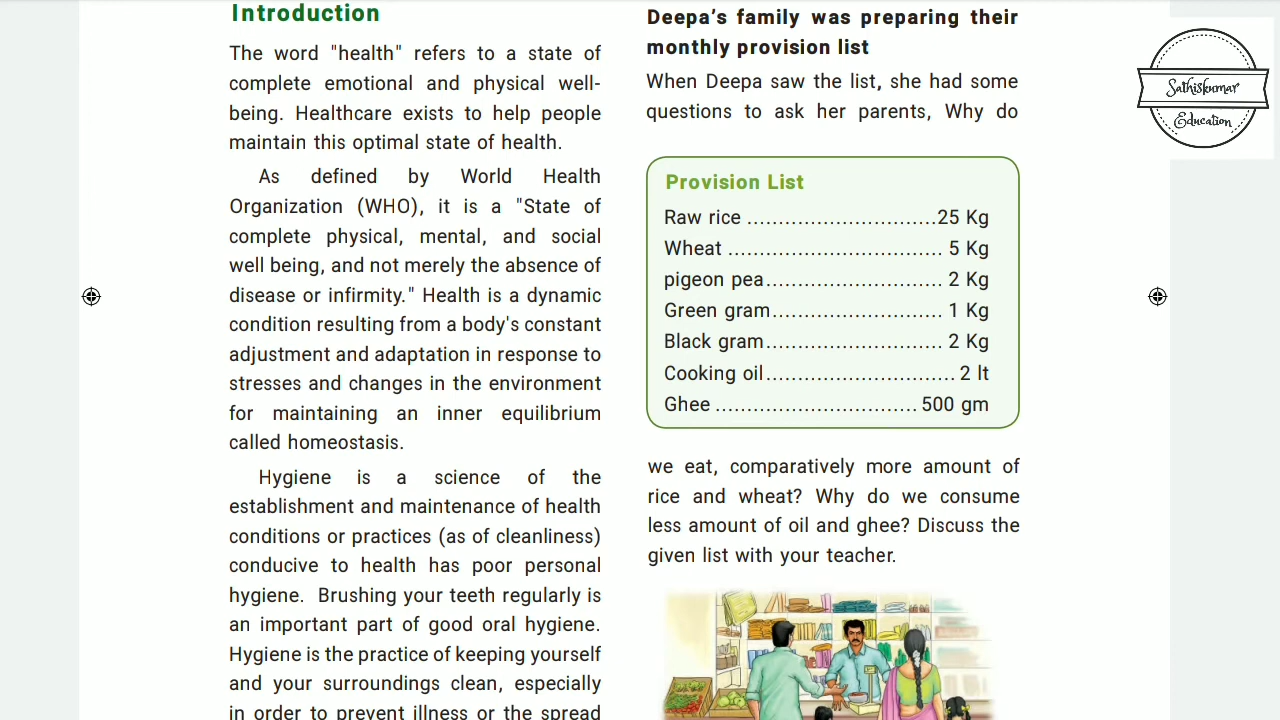 Introduction
The word "health" refers to a state of
complete emotional and physical well-
being. Healthcare exists to help people
maintain this optimal state of health.
As defined by World Health
Organization (WHO), it is a "State of
complete physical, mental, and social
well being, and not merely the absence of
disease or infirmity." Health is a dynamic
condition resulting from a body's constant
adjustment and adaptation in response to
stresses and changes in the environment
for maintaining an inner equilibrium
called homeostasis.
Hygiene is a science of the
establishment and maintenance of health
conditions or practices (as of cleanliness)
conducive to health has poor personal
hygiene. Brushing your teeth regularly is
an important part of good oral hygiene.
Hygiene is the practice of keeping yourself
and your surroundings clean, especially
in order to prevent illness or the spread
Deepa's family was preparing their
monthly provision list
When Deepa saw the list, she had some
questions to ask her parents, Why do
Provision List
Raw rice .............................25 Kg
Wheat .................................. 5 Kg
pigeon pea............................ 2 Kg
Green gram........................... 1 Kg
Black gram............................ 2 Kg
Cooking oil.............................. 2 lt
Ghee ................................ 500 gm
we eat, comparatively more amount of
rice and wheat? Why do we consume
less amount of oil and ghee? Discuss the
given list with your teacher.
Sathiskumar
Education